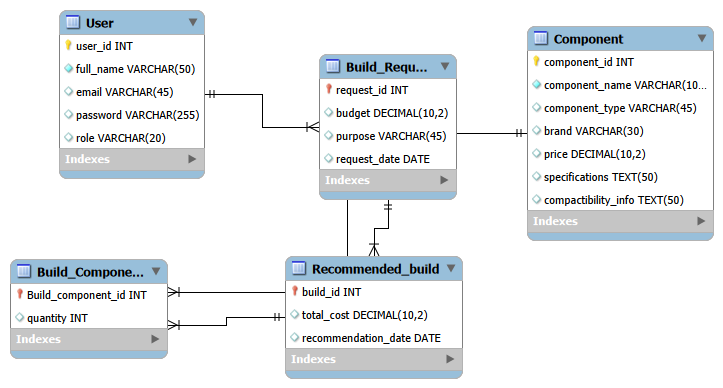 User
user_id INT
full_name VARCHAR(50)
email VARCHAR(45)
password VARCHAR(255)
role VARCHAR(20)
Indexes
Build_Requ...
request_id INT
budget DECIMAL(10,2)
purpose VARCHAR(45)
request_date DATE
Indexes
Component
component_id INT
component_name VARCHAR(10...
component_type VARCHAR(45)
brand VARCHAR(30)
price DECIMAL(10,2)
specifications TEXT(50)
compactibility_info TEXT(50)
Indexes
Build_Compone...
Build_component_id INT
quantity INT
Indexes
Recommended_build
build_id INT
total_cost DECIMAL(10,2)
recommendation_date DATE
Indexes